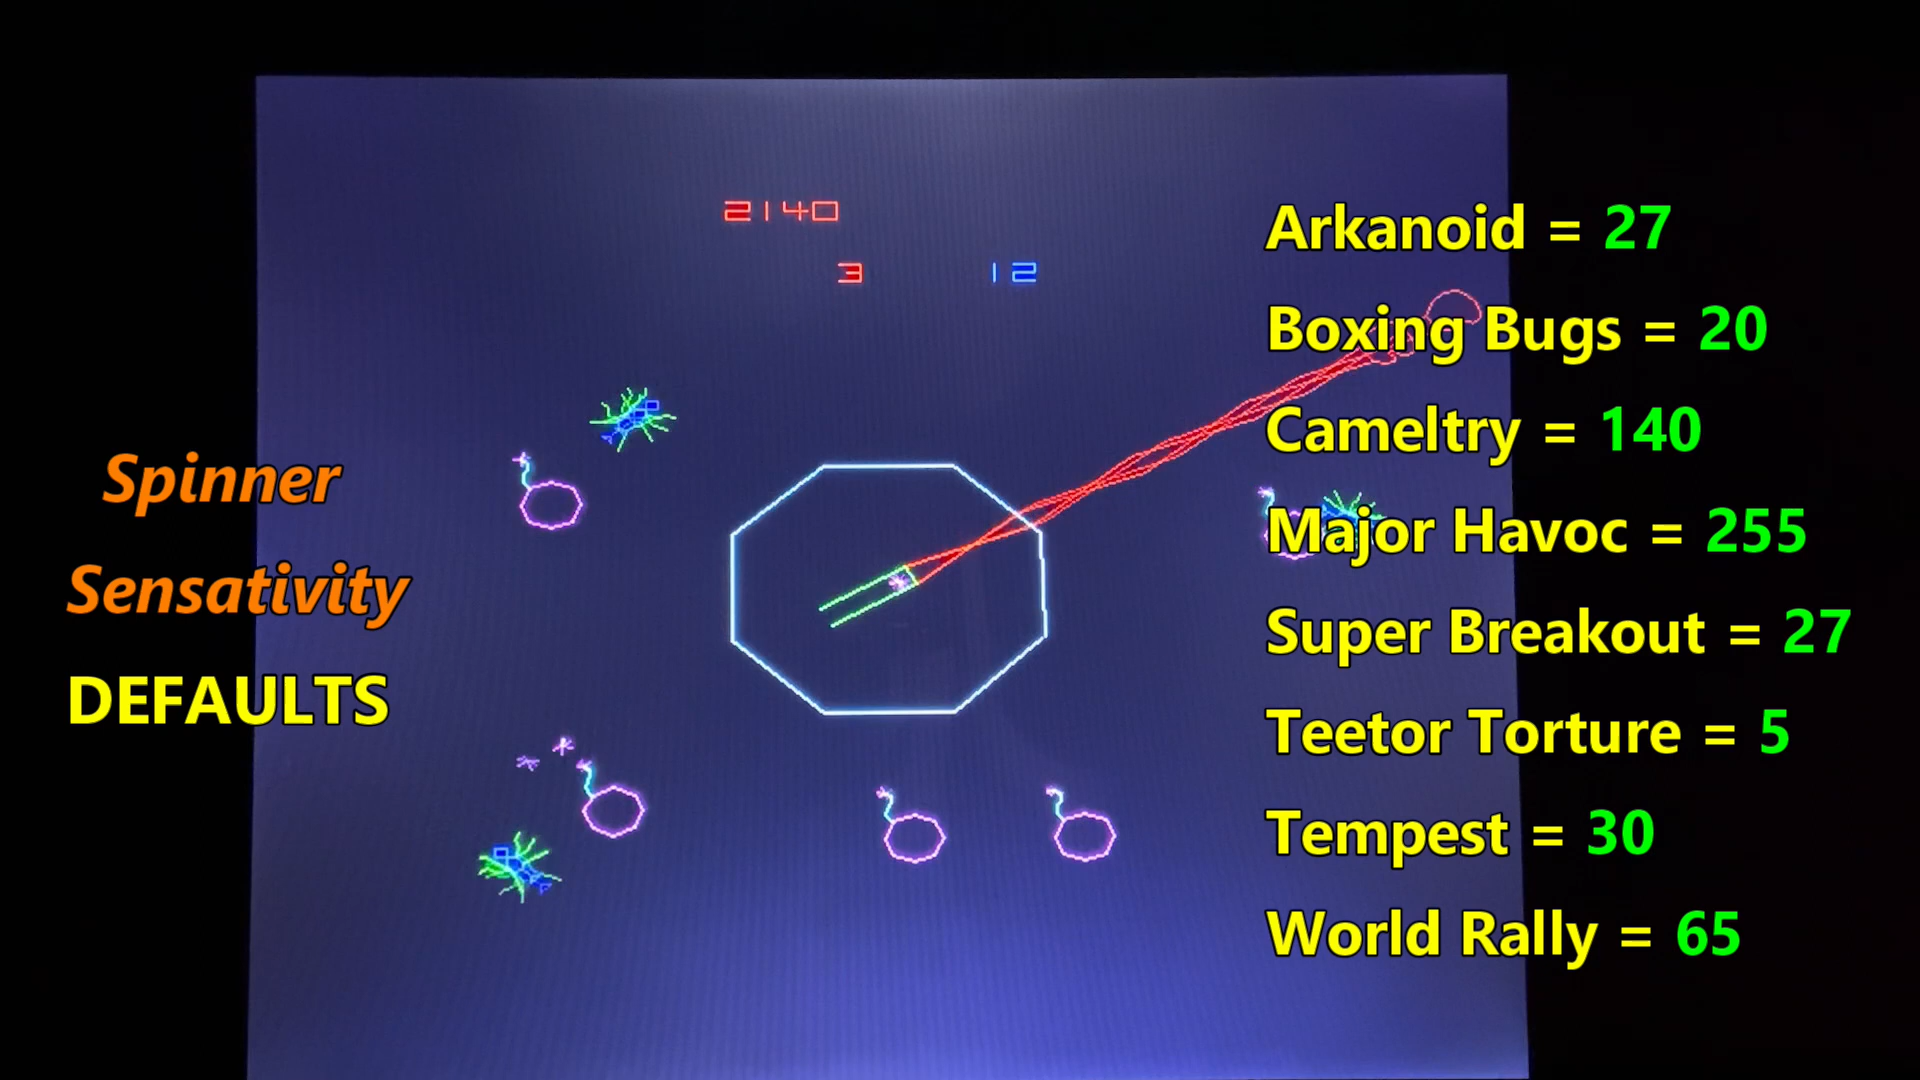 2140
3 12
Spinner
Sensativity
DEFAULTS
Arkanoid = 27
Boxing Bugs = 20
Cameltry = 140
Major Havoc = 255
Super Breakout = 27
Teetor Torture = 5
Tempest = 30
World Rally = 65